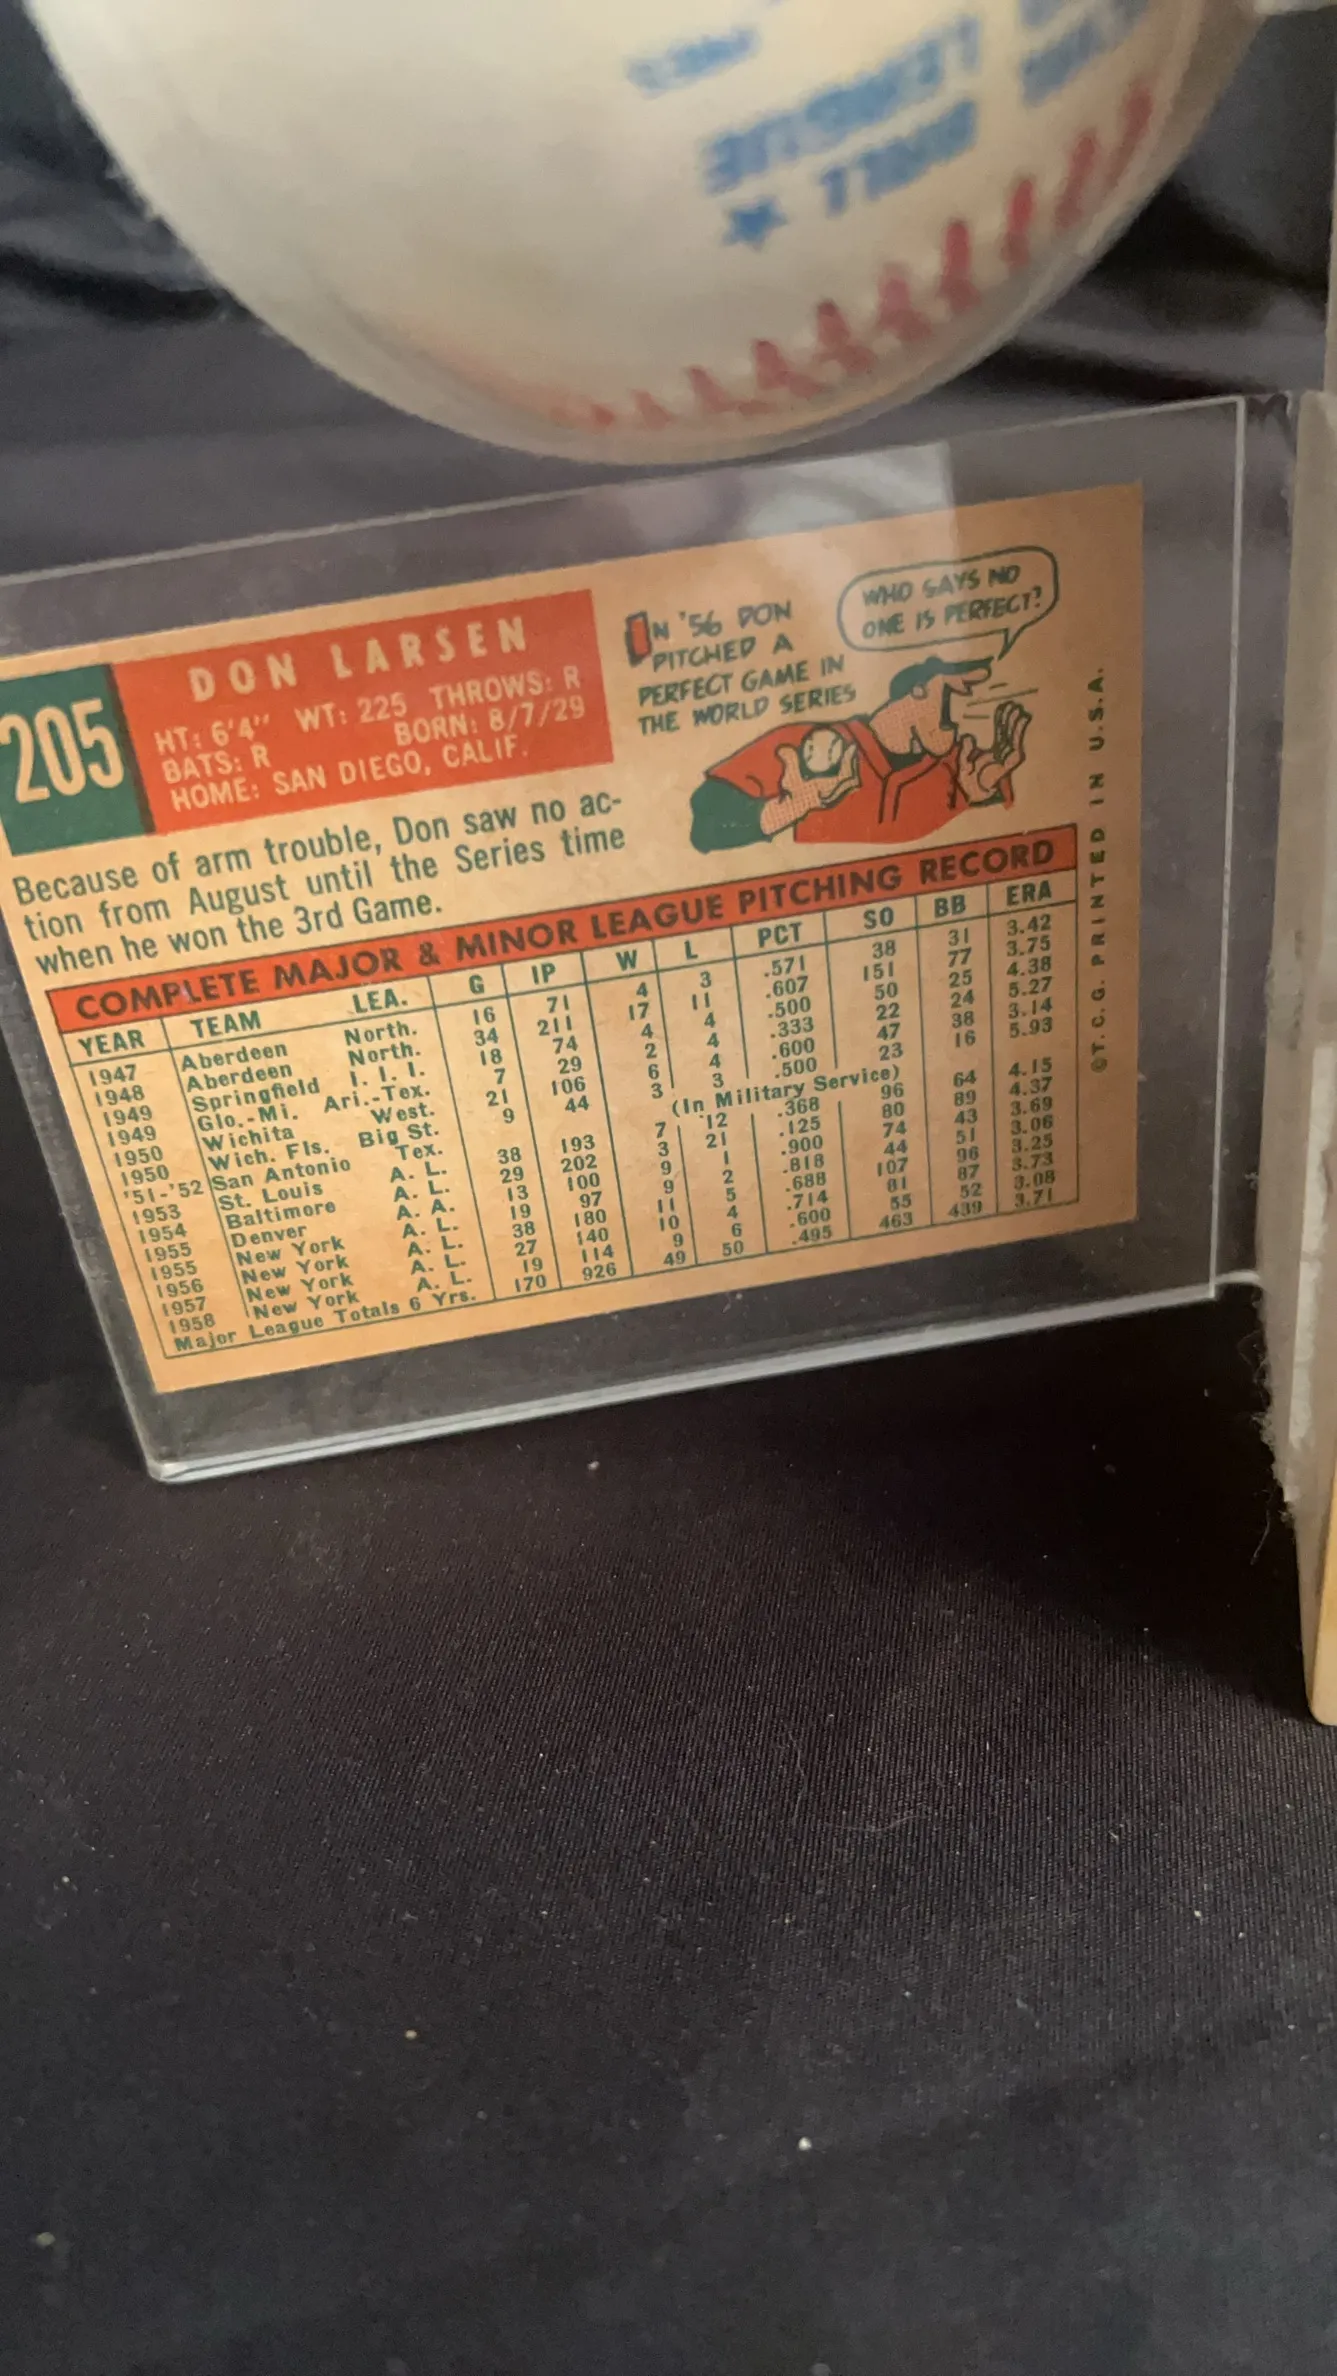 205
DON LARSEN
HT: 6'4" WT: 225 THROWS: R
BATS: R BORN: 8/7/29
HOME: SAN DIEGO, CALIF.
IN '56 DON
PITCHED A
PERFECT GAME IN
THE WORLD SERIES
WHO SAYS NO
ONE IS PERFECT?
Because of arm trouble, Don saw no ac-
tion from August until the Series time
when he won the 3rd Game.
COMPLETE MAJOR & MINOR LEAGUE PITCHING RECORD
YEAR TEAM LEA. G IP W L PCT SO BB ERA
1947 Aberdeen North. 16 71 4 3 .571 38 31 3.42
1948 Aberdeen North. 34 211 17 11 .607 151 77 3.75
1949 Springfield I. I. I. 18 74 4 4 .500 50 25 4.38
1949 Glo.-Mi. Ari.-Tex. 7 29 2 4 .333 22 24 5.27
1950 Wichita West. 21 106 6 4 .600 47 38 3.14
1950 Wich. Fls. Big St. 9 44 3 3 .500 23 16 5.93
'51-'52 San Antonio Tex. (In Military Service)
1953 St. Louis A. L. 38 193 7 12 .368 96 64 4.15
1954 Baltimore A. L. 29 202 3 21 .125 80 89 4.37
1955 Denver A. A. 13 100 9 1 .900 74 43 3.69
1955 New York A. L. 19 97 9 2 .818 44 51 3.06
1956 New York A. L. 38 180 11 5 .688 107 96 3.25
1957 New York A. L. 27 140 10 4 .714 81 87 3.73
1958 New York A. L. 19 114 9 6 .600 55 52 3.08
Major League Totals 6 Yrs. 170 926 49 50 .495 463 439 3.71
©T. C. G. PRINTED IN U.S.A.